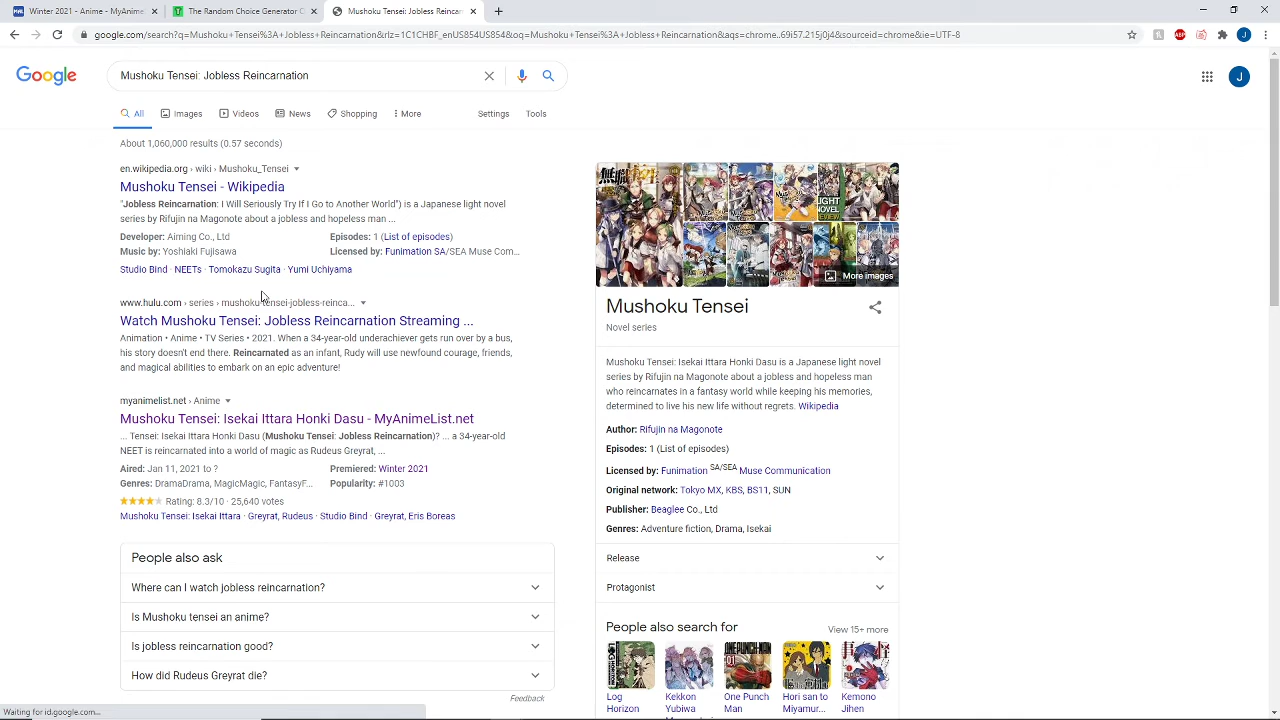 Winter 2021 - Anime - MyAnime
The Random Choice Generator
Mushoku Tensei: Jobless Reincar
google.com/search?q=Mushoku+Tensei%3A+Jobless+Reincarnation&rlz=1C1CHBF_enUS854US854&oq=Mushoku+Tensei%3A+Jobless+Reincarnation&aqs=chrome..69i57.215j0j4&sourceid=chrome&ie=UTF-8
ABP
J
Google
Mushoku Tensei: Jobless Reincarnation
J
All
Images
Videos
News
Shopping
More
Settings
Tools
About 1,060,000 results (0.57 seconds)
en.wikipedia.org › wiki › Mushoku_Tensei
Mushoku Tensei - Wikipedia
"Jobless Reincarnation: I Will Seriously Try If I Go to Another World") is a Japanese light novel
series by Rifujin na Magonote about a jobless and hopeless man ...
Developer: Aiming Co., Ltd
Episodes: 1 (List of episodes)
Music by: Yoshiaki Fujisawa
Licensed by: Funimation SA/SEA Muse Com...
Studio Bind · NEETs · Tomokazu Sugita · Yumi Uchiyama
www.hulu.com › series › mushoku-tensei-jobless-reinca...
Watch Mushoku Tensei: Jobless Reincarnation Streaming ...
Animation • Anime • TV Series • 2021. When a 34-year-old underachiever gets run over by a bus,
his story doesn't end there. Reincarnated as an infant, Rudy will use newfound courage, friends,
and magical abilities to embark on an epic adventure!
myanimelist.net › Anime
Mushoku Tensei: Isekai Ittara Honki Dasu - MyAnimeList.net
... Tensei: Isekai Ittara Honki Dasu (Mushoku Tensei: Jobless Reincarnation)? ... a 34-year-old
NEET is reincarnated into a world of magic as Rudeus Greyrat, ...
Aired: Jan 11, 2021 to ?
Premiered: Winter 2021
Genres: DramaDrama, MagicMagic, FantasyF...
Popularity: #1003
Rating: 8.3/10 · 25,640 votes
Mushoku Tensei: Isekai Ittara · Greyrat, Rudeus · Studio Bind · Greyrat, Eris Boreas
People also ask
Where can I watch jobless reincarnation?
Is Mushoku tensei an anime?
Is jobless reincarnation good?
How did Rudeus Greyrat die?
Feedback
More images
Mushoku Tensei
Novel series
Mushoku Tensei: Isekai Ittara Honki Dasu is a Japanese light novel
series by Rifujin na Magonote about a jobless and hopeless man
who reincarnates in a fantasy world while keeping his memories,
determined to live his new life without regrets. Wikipedia
Author: Rifujin na Magonote
Episodes: 1 (List of episodes)
Licensed by: Funimation SA/SEA Muse Communication
Original network: Tokyo MX, KBS, BS11, SUN
Publisher: Beaglee Co., Ltd
Genres: Adventure fiction, Drama, Isekai
Release
Protagonist
People also search for
View 15+ more
Log
Horizon
Kekkon
Yubiwa
One Punch
Man
Hori san to
Miyamur...
Kemono
Jihen
Waiting for id.google.com...